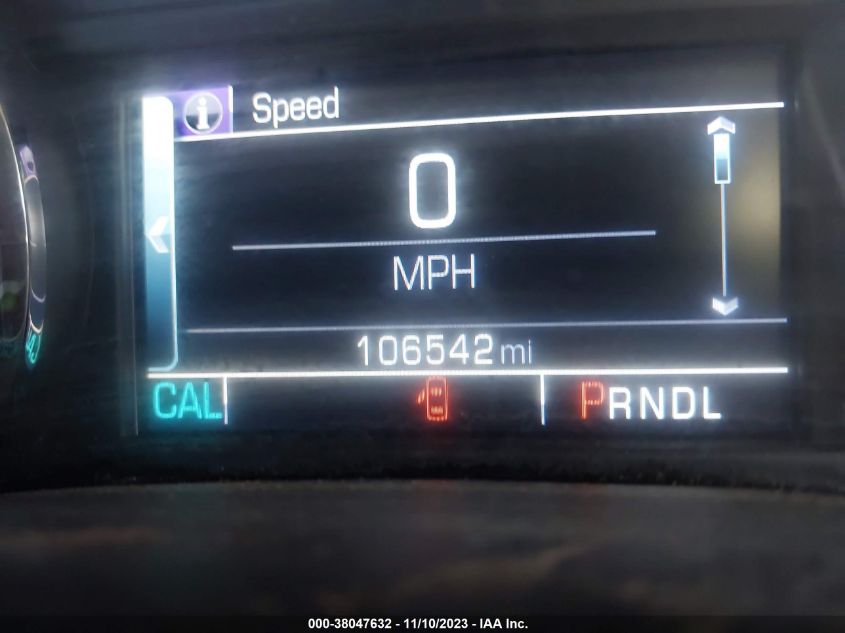 i Speed
0
MPH
106542 mi
CAL PRNDL
000-38047632 - 11/10/2023 - IAA Inc.